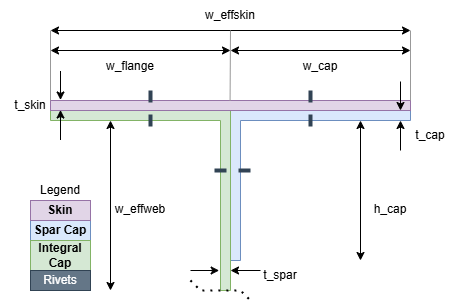 w_effskin
w_flange
w_cap
t_skin
t_cap
Legend
Skin
Spar Cap
Integral
Cap
Rivets
w_effweb
h_cap
t_spar